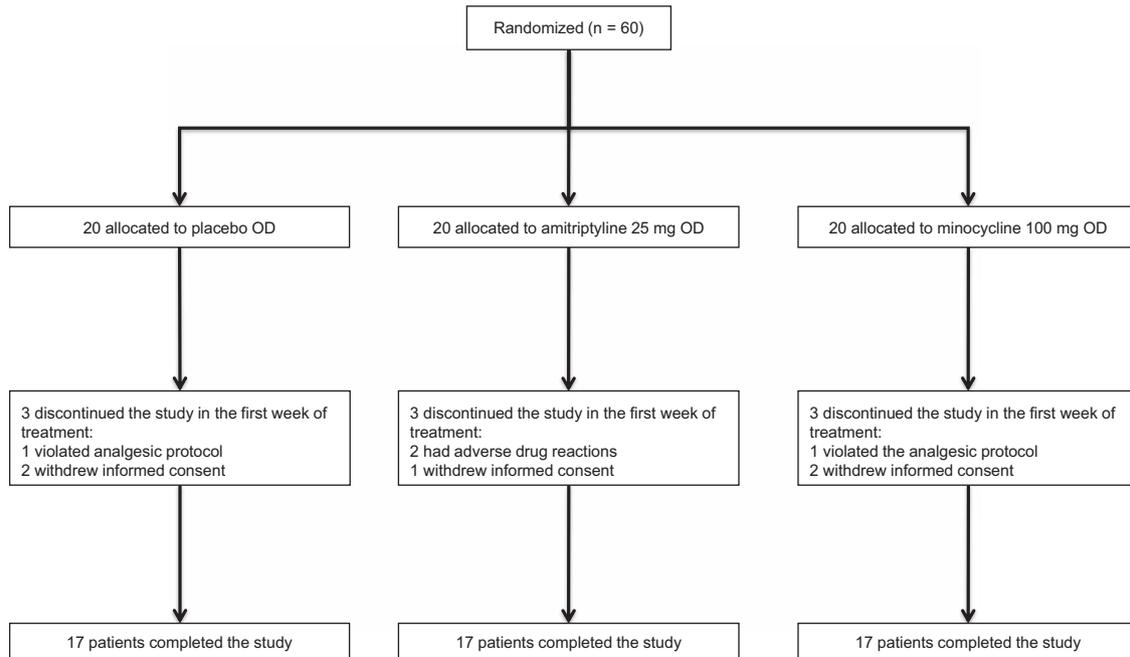 Randomized (n = 60)
20 allocated to placebo OD
20 allocated to amitriptyline 25 mg OD
20 allocated to minocycline 100 mg OD
3 discontinued the study in the first week of
treatment:
1 violated analgesic protocol
2 withdrew informed consent
3 discontinued the study in the first week of
treatment:
2 had adverse drug reactions
1 withdrew informed consent
3 discontinued the study in the first week of
treatment:
1 violated the analgesic protocol
2 withdrew informed consent
17 patients completed the study
17 patients completed the study
17 patients completed the study